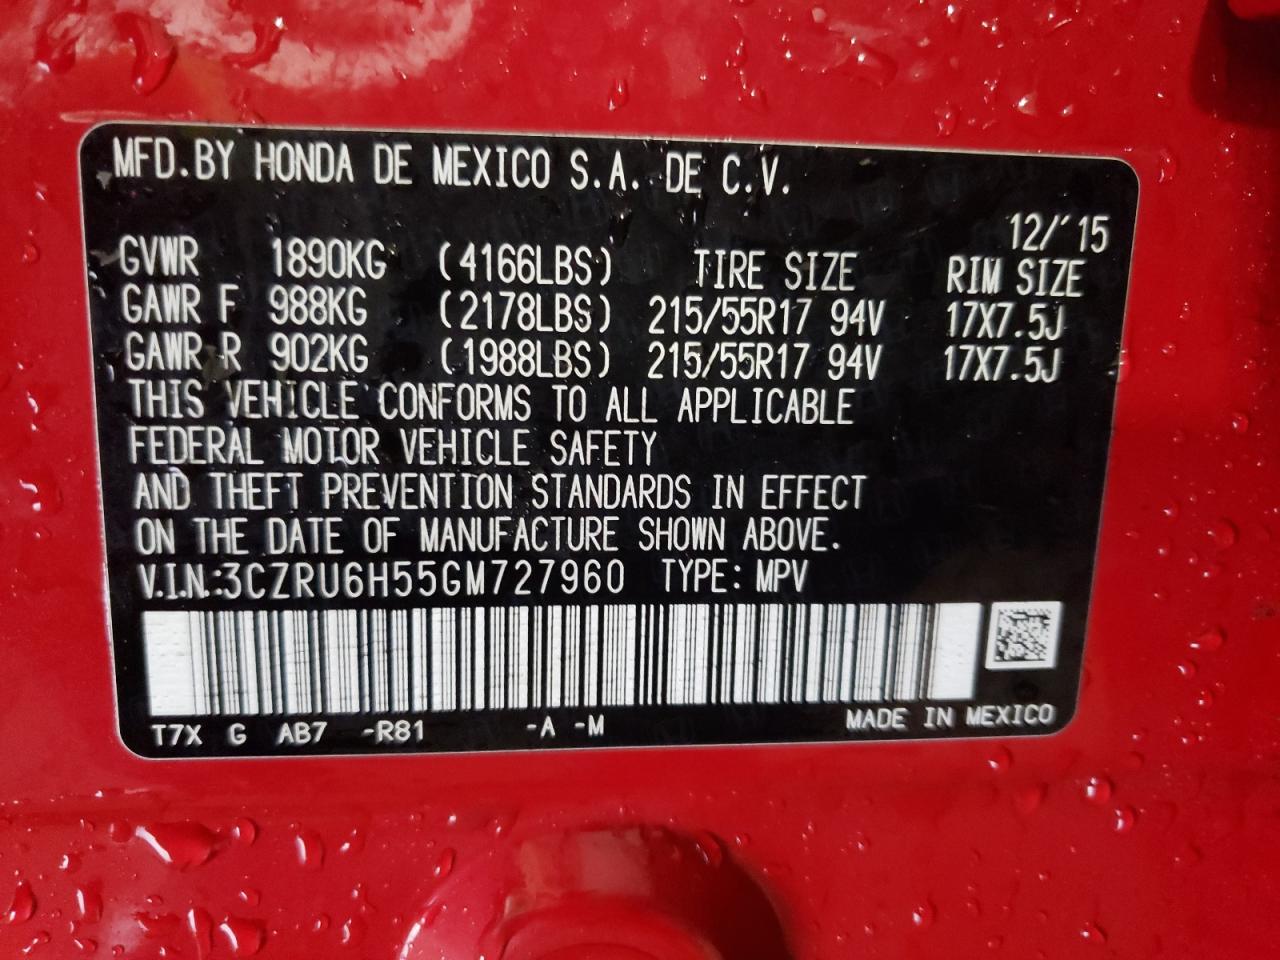 MFD.BY HONDA DE MEXICO S.A. DE C.V.
12/'15
GVWR 1890KG (4166LBS) TIRE SIZE RIM SIZE
GAWR F 988KG (2178LBS) 215/55R17 94V 17X7.5J
GAWR R 902KG (1988LBS) 215/55R17 94V 17X7.5J
THIS VEHICLE CONFORMS TO ALL APPLICABLE
FEDERAL MOTOR VEHICLE SAFETY
AND THEFT PREVENTION STANDARDS IN EFFECT
ON THE DATE OF MANUFACTURE SHOWN ABOVE.
V.I.N.:3CZRU6H55GM727960 TYPE: MPV
T7X G AB7 -R81 -A -M MADE IN MEXICO